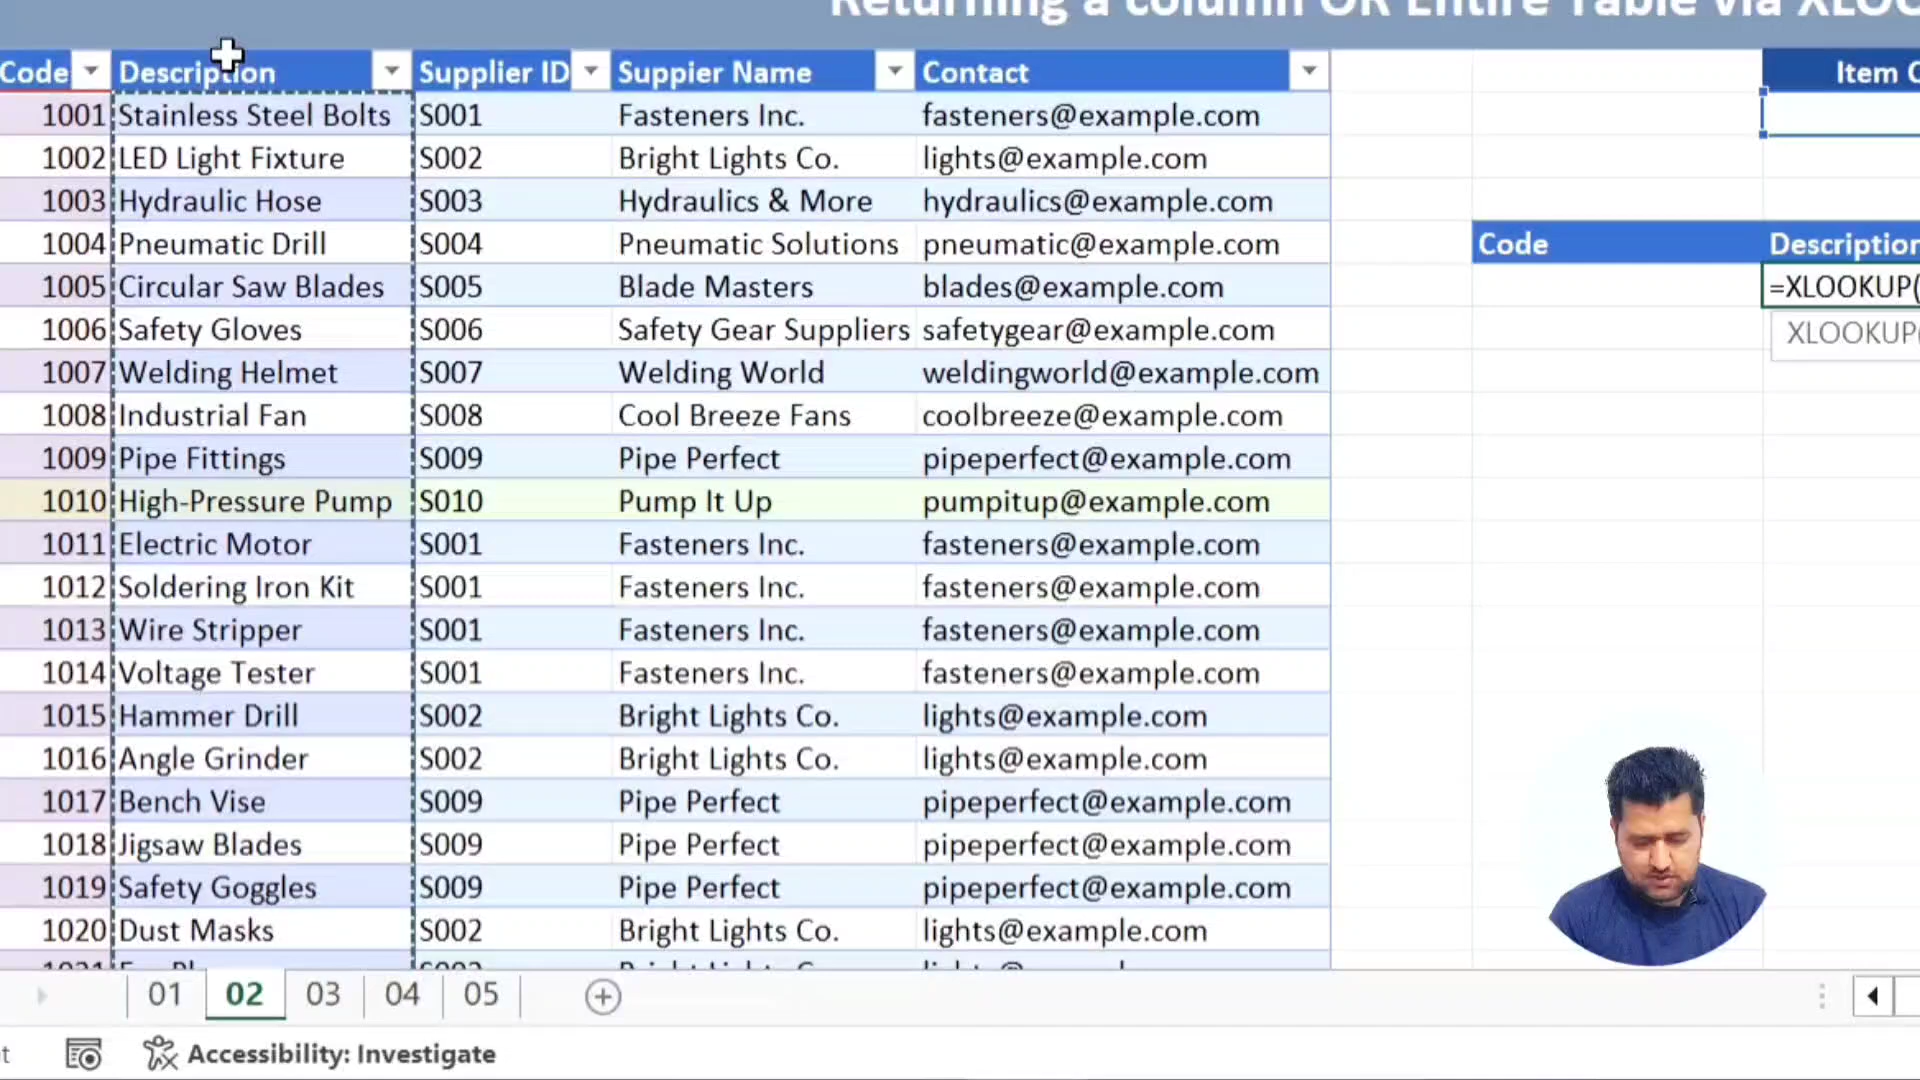 Returning a column OR Entire Table via XLOO
Code Description Supplier ID Suppier Name Contact Item C
1001 Stainless Steel Bolts S001 Fasteners Inc. fasteners@example.com
1002 LED Light Fixture S002 Bright Lights Co. lights@example.com
1003 Hydraulic Hose S003 Hydraulics & More hydraulics@example.com
1004 Pneumatic Drill S004 Pneumatic Solutions pneumatic@example.com Code Description
1005 Circular Saw Blades S005 Blade Masters blades@example.com =XLOOKUP(
1006 Safety Gloves S006 Safety Gear Suppliers safetygear@example.com XLOOKUP(
1007 Welding Helmet S007 Welding World weldingworld@example.com
1008 Industrial Fan S008 Cool Breeze Fans coolbreeze@example.com
1009 Pipe Fittings S009 Pipe Perfect pipeperfect@example.com
1010 High-Pressure Pump S010 Pump It Up pumpitup@example.com
1011 Electric Motor S001 Fasteners Inc. fasteners@example.com
1012 Soldering Iron Kit S001 Fasteners Inc. fasteners@example.com
1013 Wire Stripper S001 Fasteners Inc. fasteners@example.com
1014 Voltage Tester S001 Fasteners Inc. fasteners@example.com
1015 Hammer Drill S002 Bright Lights Co. lights@example.com
1016 Angle Grinder S002 Bright Lights Co. lights@example.com
1017 Bench Vise S009 Pipe Perfect pipeperfect@example.com
1018 Jigsaw Blades S009 Pipe Perfect pipeperfect@example.com
1019 Safety Goggles S009 Pipe Perfect pipeperfect@example.com
1020 Dust Masks S002 Bright Lights Co. lights@example.com
01 02 03 04 05
Accessibility: Investigate